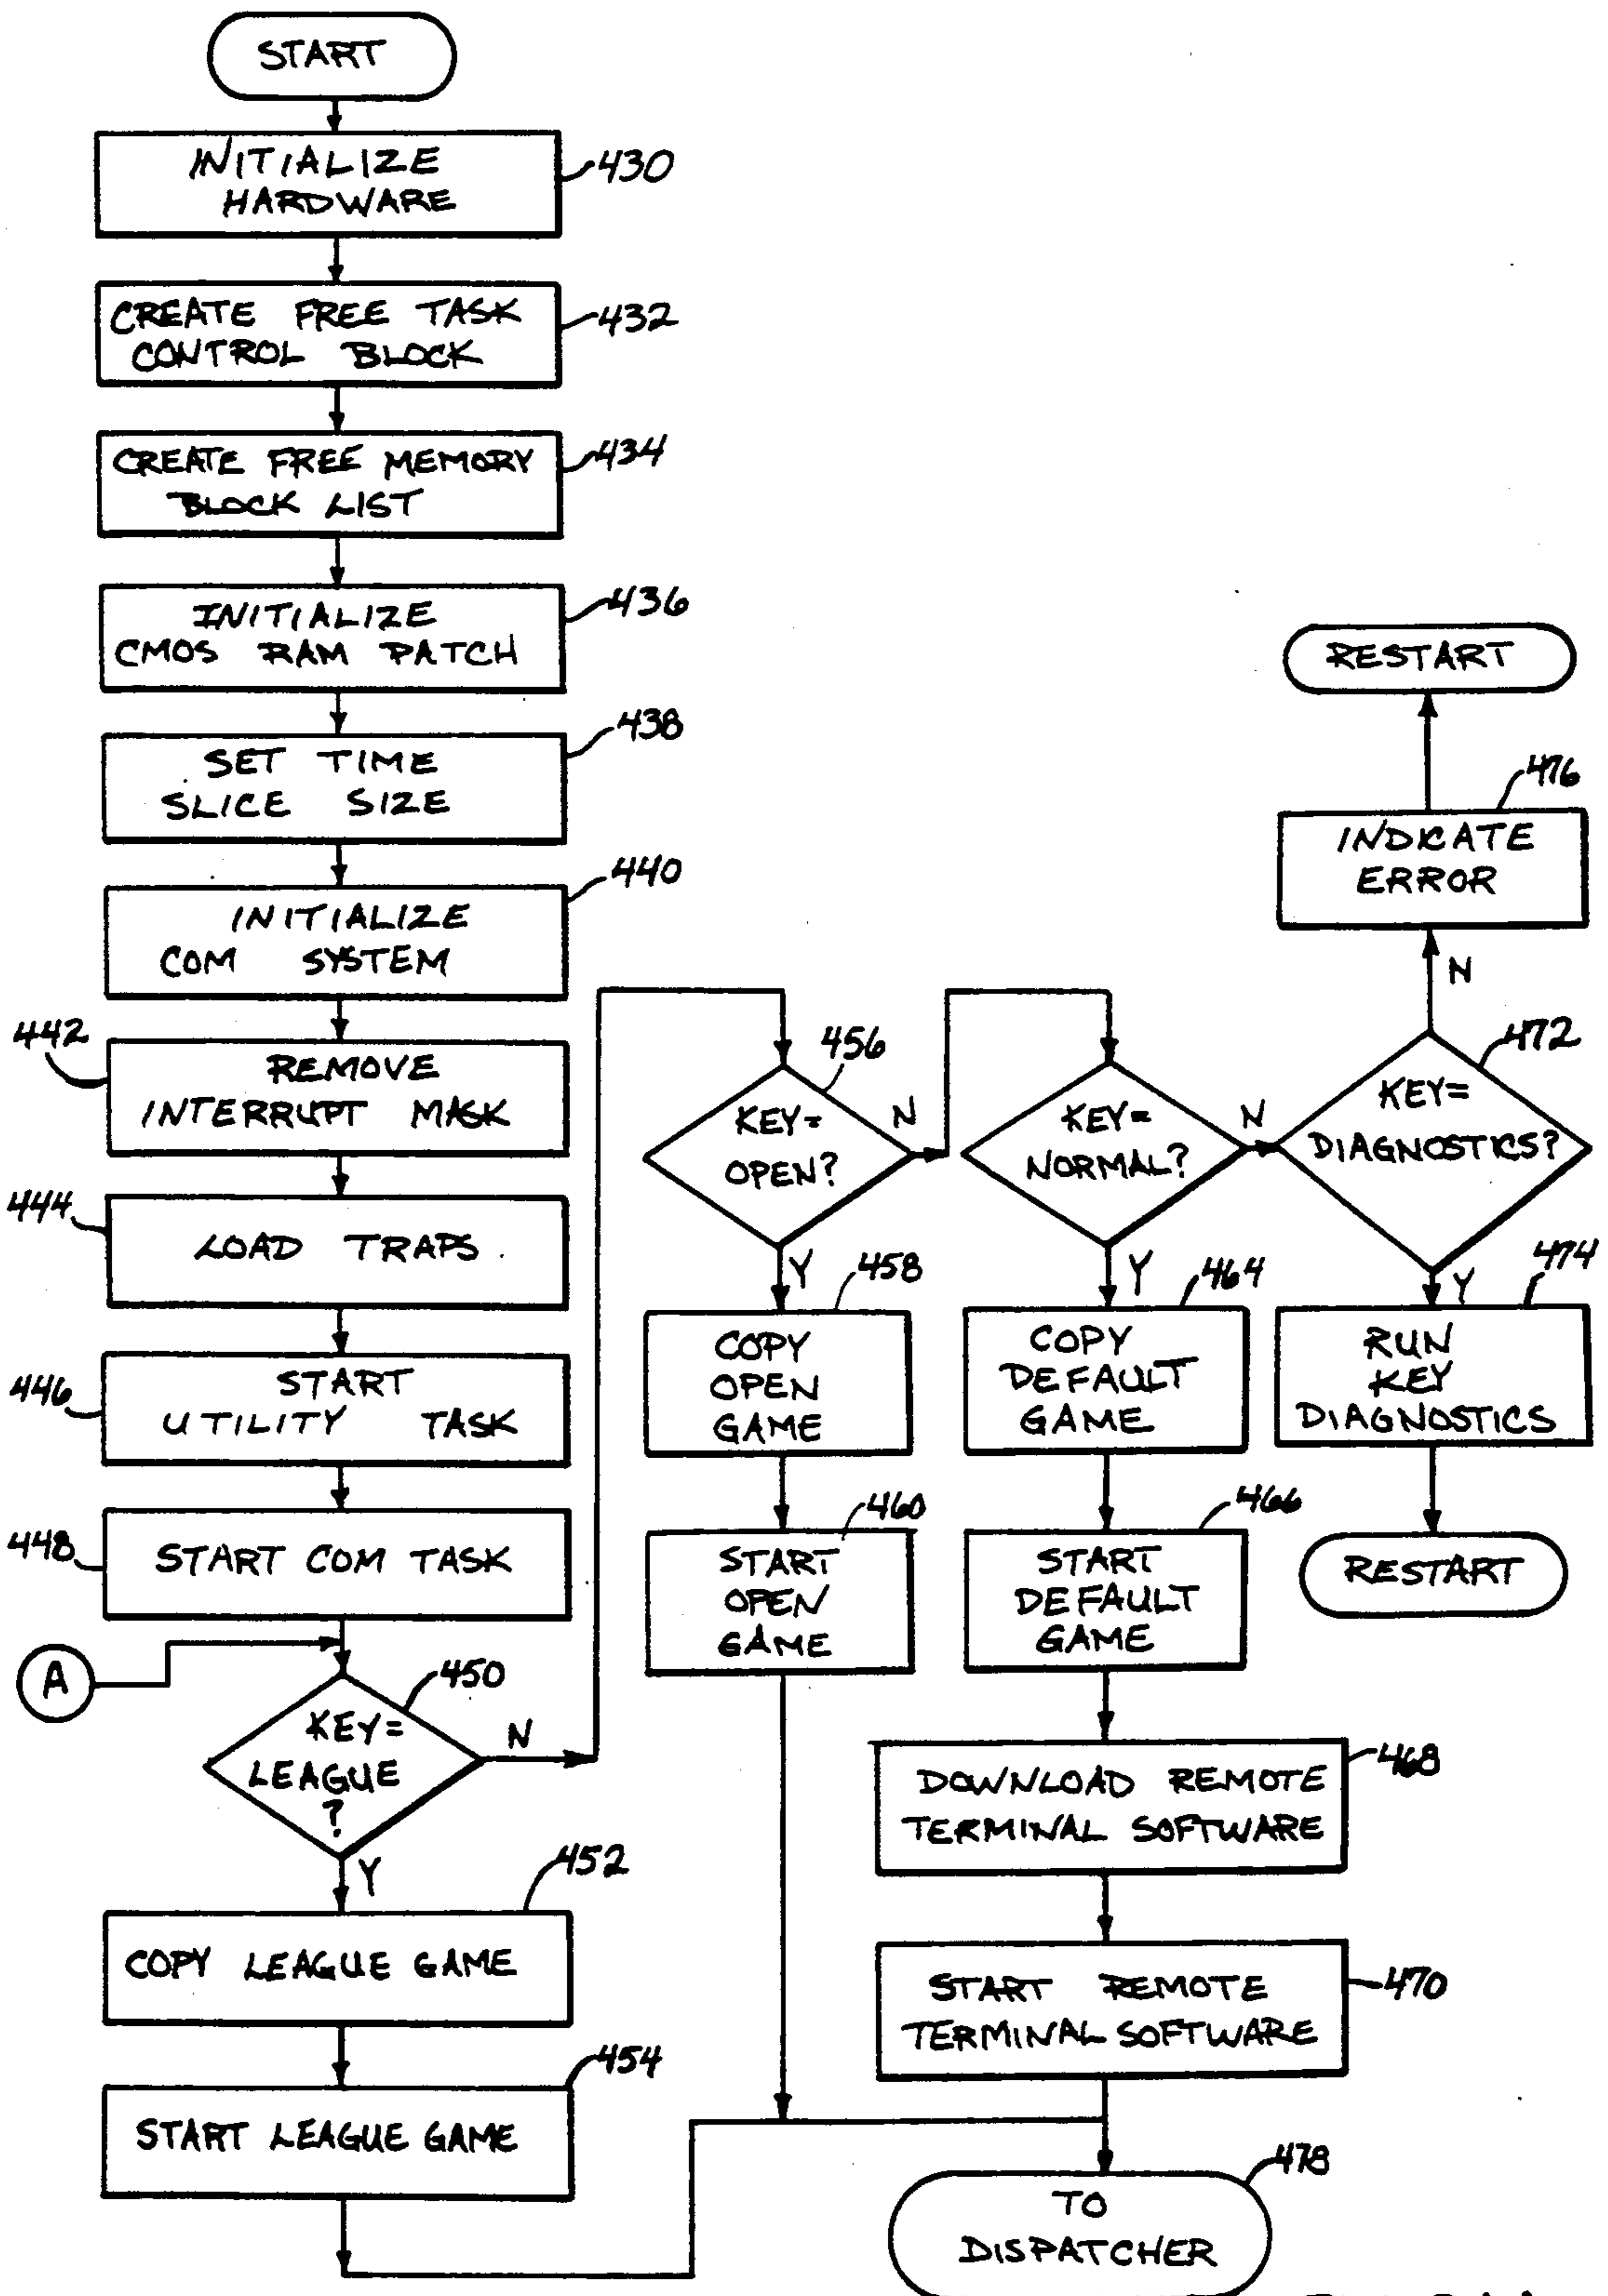 START
INITIALIZE
HARDWARE
430
CREATE FREE TASK
CONTROL BLOCK
432
CREATE FREE MEMORY
BLOCK LIST
434
INITIALIZE
CMOS RAM PATCH
436
SET TIME
SLICE SIZE
438
INITIALIZE
COM SYSTEM
440
442
REMOVE
INTERRUPT MASK
444
LOAD TRAPS
446
START
UTILITY TASK
448
START COM TASK
A
450
KEY=
LEAGUE
?
N
Y
452
COPY LEAGUE GAME
454
START LEAGUE GAME
456
KEY=
OPEN?
N
Y
458
COPY
OPEN
GAME
460
START
OPEN
GAME
KEY=
NORMAL?
N
Y
464
COPY
DEFAULT
GAME
466
START
DEFAULT
GAME
468
DOWNLOAD REMOTE
TERMINAL SOFTWARE
470
START REMOTE
TERMINAL SOFTWARE
478
TO
DISPATCHER
RESTART
476
INDICATE
ERROR
N
472
KEY=
DIAGNOSTICS?
Y
474
RUN
KEY
DIAGNOSTICS
RESTART